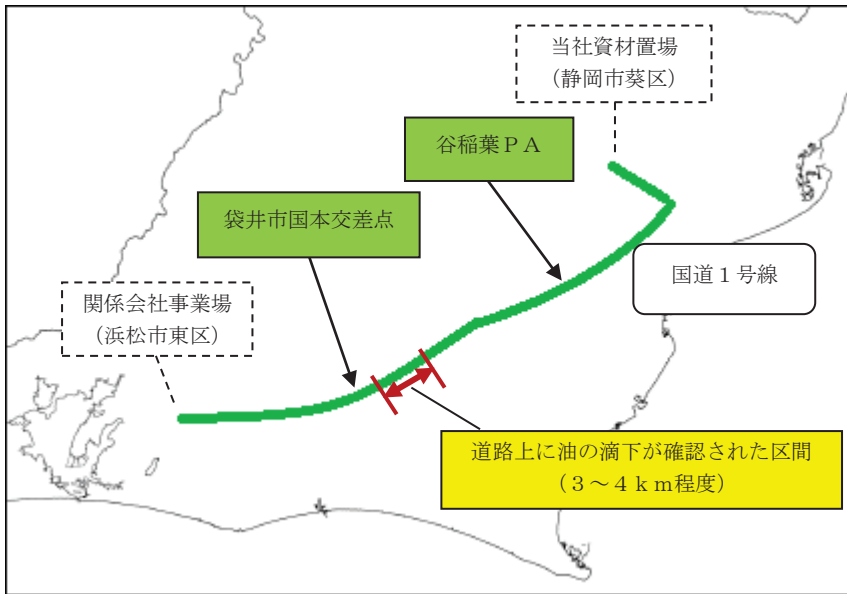 当社資材置場
（静岡市葵区）
谷稲葉ＰＡ
袋井市国本交差点
国道１号線
関係会社事業場
（浜松市東区）
道路上に油の滴下が確認された区間
（３～４ｋｍ程度）